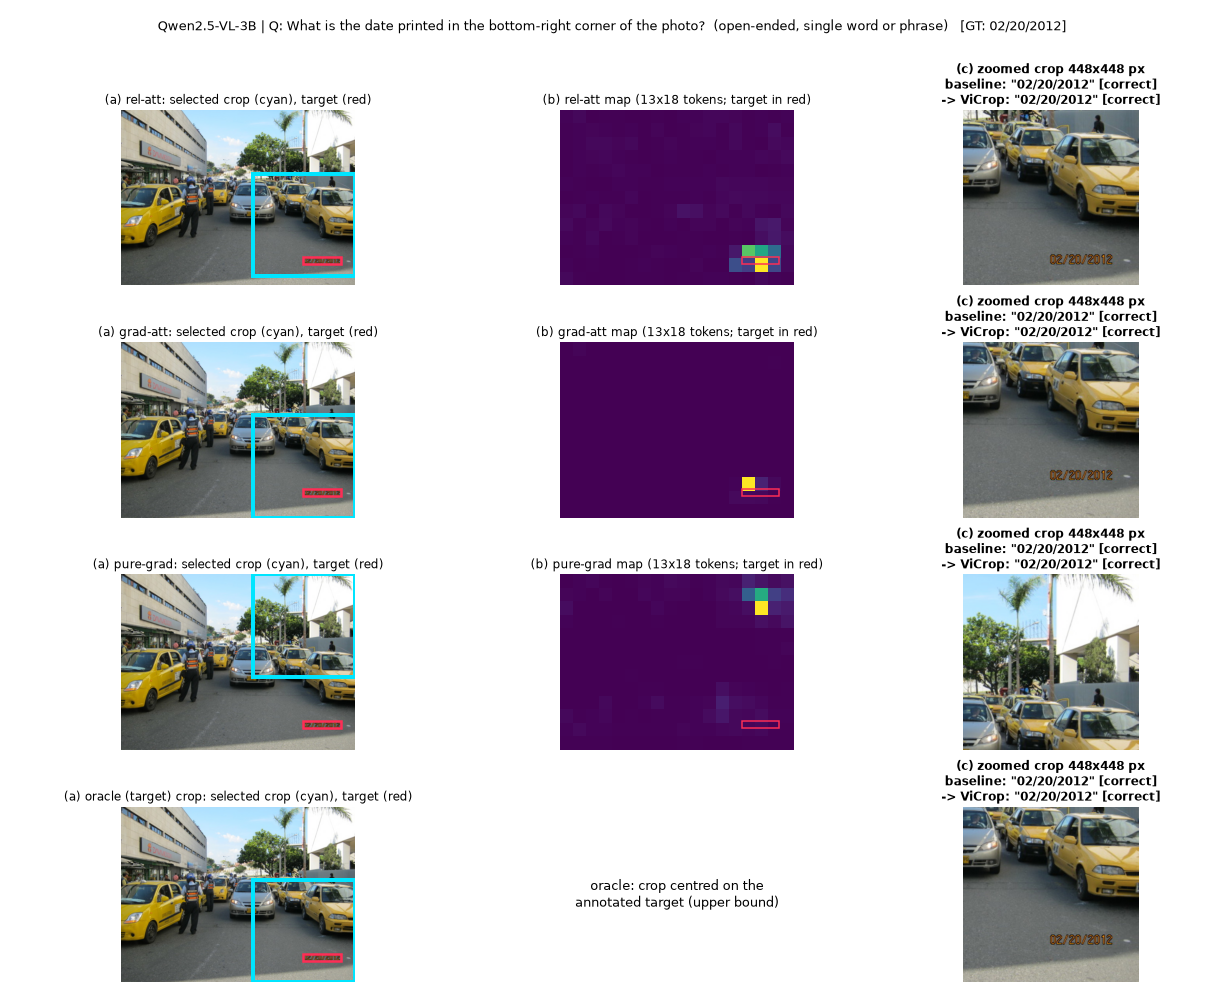 Qwen2.5-VL-3B | Q: What is the date printed in the bottom-right corner of the photo?  (open-ended, single word or phrase)   [GT: 02/20/2012]
(a) rel-att: selected crop (cyan), target (red)
(b) rel-att map (13x18 tokens; target in red)
(c) zoomed crop 448x448 px
baseline: "02/20/2012" [correct]
-> ViCrop: "02/20/2012" [correct]
02/20/2012
(a) grad-att: selected crop (cyan), target (red)
(b) grad-att map (13x18 tokens; target in red)
(c) zoomed crop 448x448 px
baseline: "02/20/2012" [correct]
-> ViCrop: "02/20/2012" [correct]
02/20/2012
(a) pure-grad: selected crop (cyan), target (red)
(b) pure-grad map (13x18 tokens; target in red)
(c) zoomed crop 448x448 px
baseline: "02/20/2012" [correct]
-> ViCrop: "02/20/2012" [correct]
(a) oracle (target) crop: selected crop (cyan), target (red)
oracle: crop centred on the
annotated target (upper bound)
(c) zoomed crop 448x448 px
baseline: "02/20/2012" [correct]
-> ViCrop: "02/20/2012" [correct]
02/20/2012